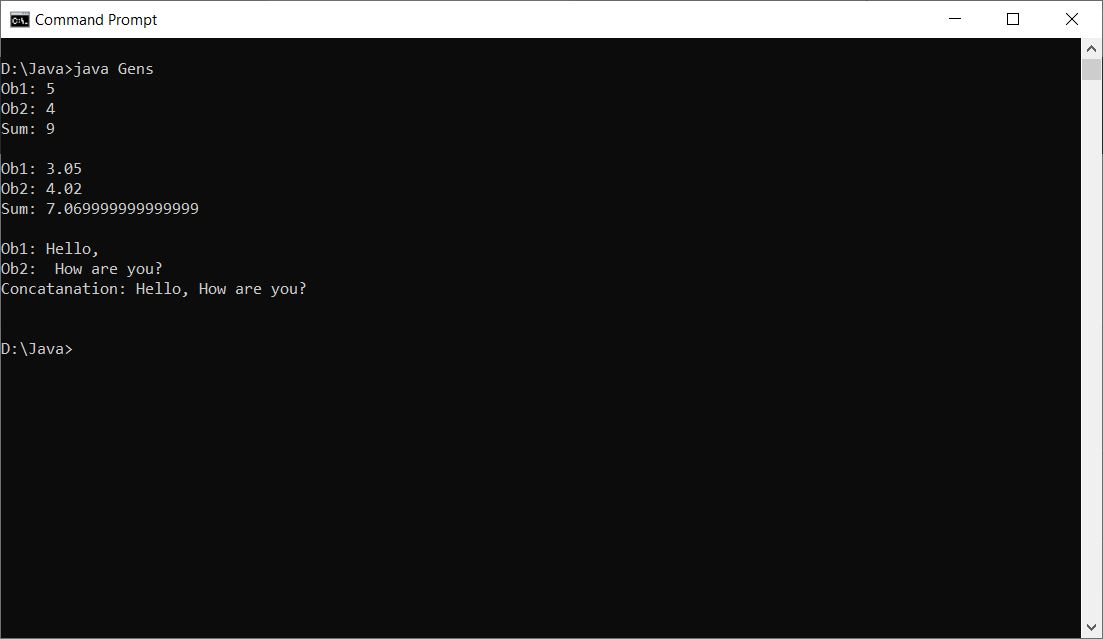 Command Prompt
D:\Java>java Gens
Ob1: 5
Ob2: 4
Sum: 9
Ob1: 3.05
Ob2: 4.02
Sum: 7.069999999999999
Ob1: Hello,
Ob2:  How are you?
Concatanation: Hello, How are you?
D:\Java>